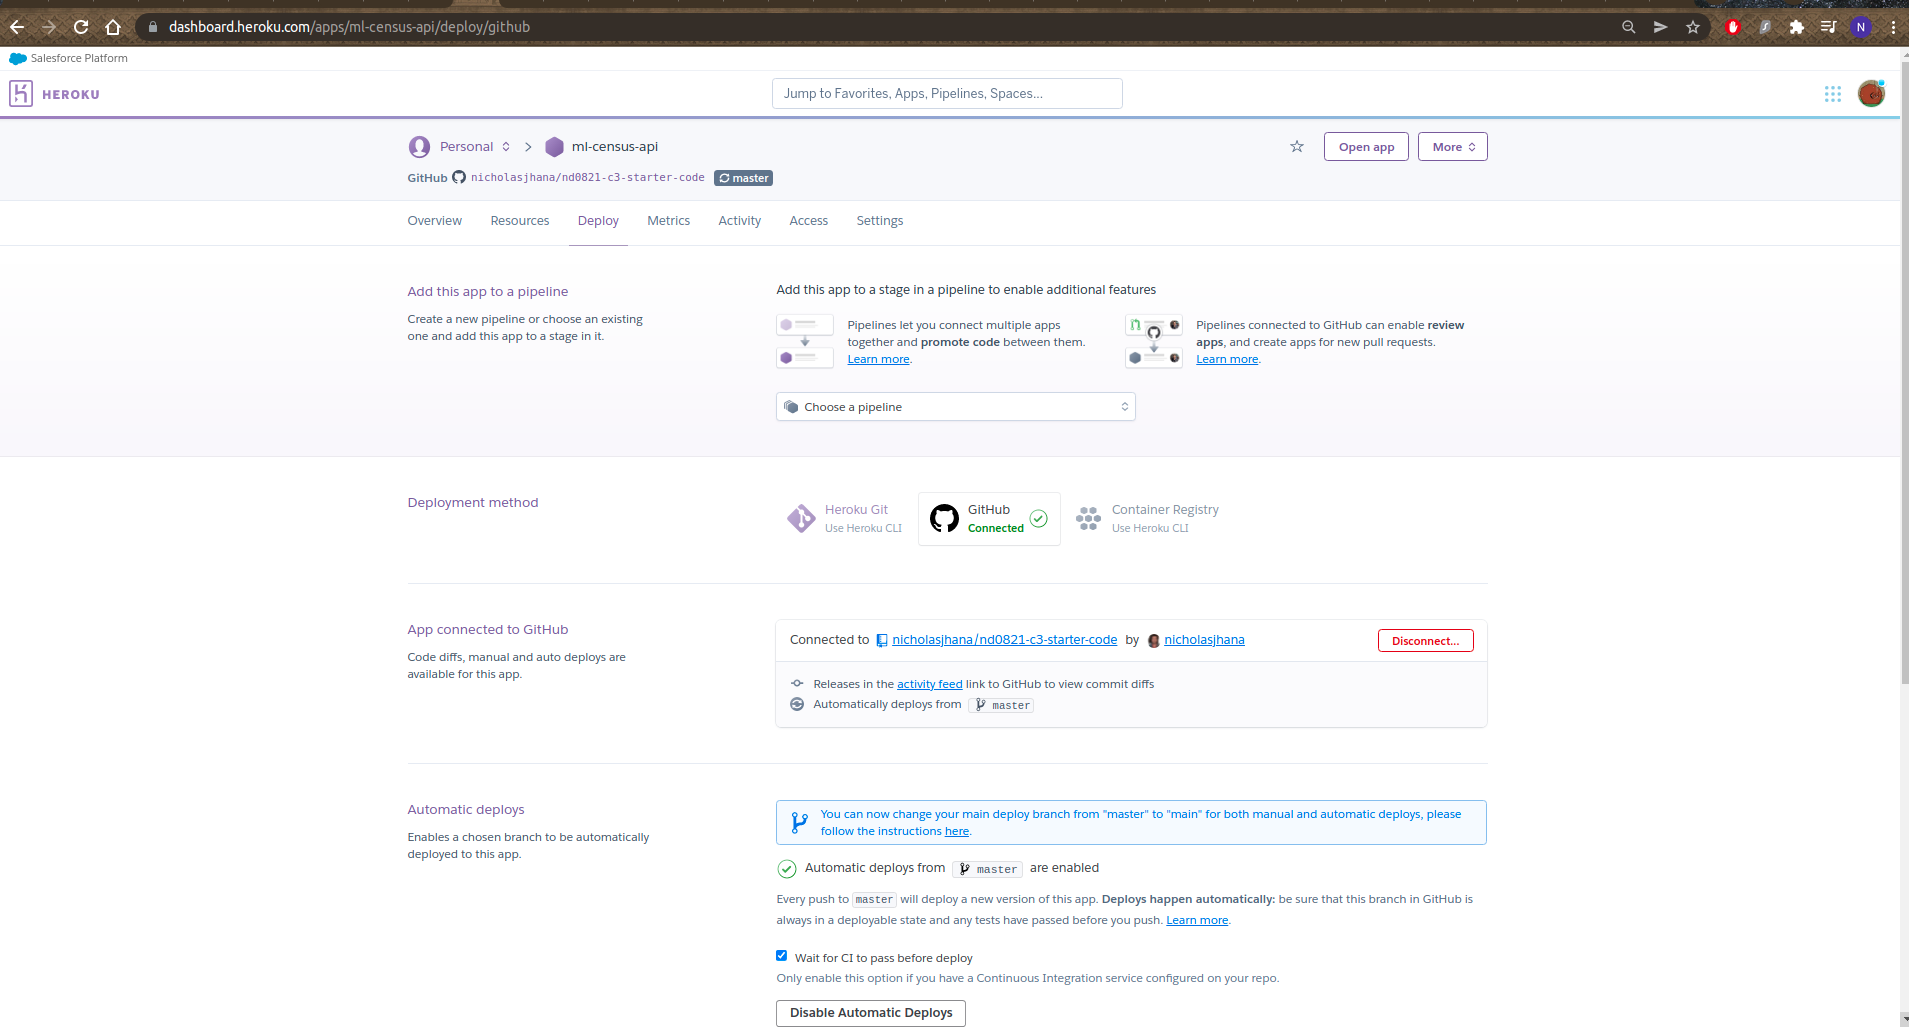 dashboard.heroku.com/apps/ml-census-api/deploy/github
N
Salesforce Platform
HEROKU
Jump to Favorites, Apps, Pipelines, Spaces...
Personal
ml-census-api
Open app
More
GitHub nicholasjhana/nd0821-c3-starter-code master
Overview Resources Deploy Metrics Activity Access Settings
Add this app to a pipeline
Create a new pipeline or choose an existing
one and add this app to a stage in it.
Add this app to a stage in a pipeline to enable additional features
Pipelines let you connect multiple apps
together and promote code between them.
Learn more.
Pipelines connected to GitHub can enable review
apps, and create apps for new pull requests.
Learn more.
Choose a pipeline
Deployment method
Heroku Git
Use Heroku CLI
GitHub
Connected
Container Registry
Use Heroku CLI
App connected to GitHub
Code diffs, manual and auto deploys are
available for this app.
Connected to nicholasjhana/nd0821-c3-starter-code by nicholasjhana
Disconnect...
Releases in the activity feed link to GitHub to view commit diffs
Automatically deploys from master
Automatic deploys
Enables a chosen branch to be automatically
deployed to this app.
You can now change your main deploy branch from "master" to "main" for both manual and automatic deploys, please
follow the instructions here.
Automatic deploys from master are enabled
Every push to master will deploy a new version of this app. Deploys happen automatically: be sure that this branch in GitHub is
always in a deployable state and any tests have passed before you push. Learn more.
Wait for CI to pass before deploy
Only enable this option if you have a Continuous Integration service configured on your repo.
Disable Automatic Deploys